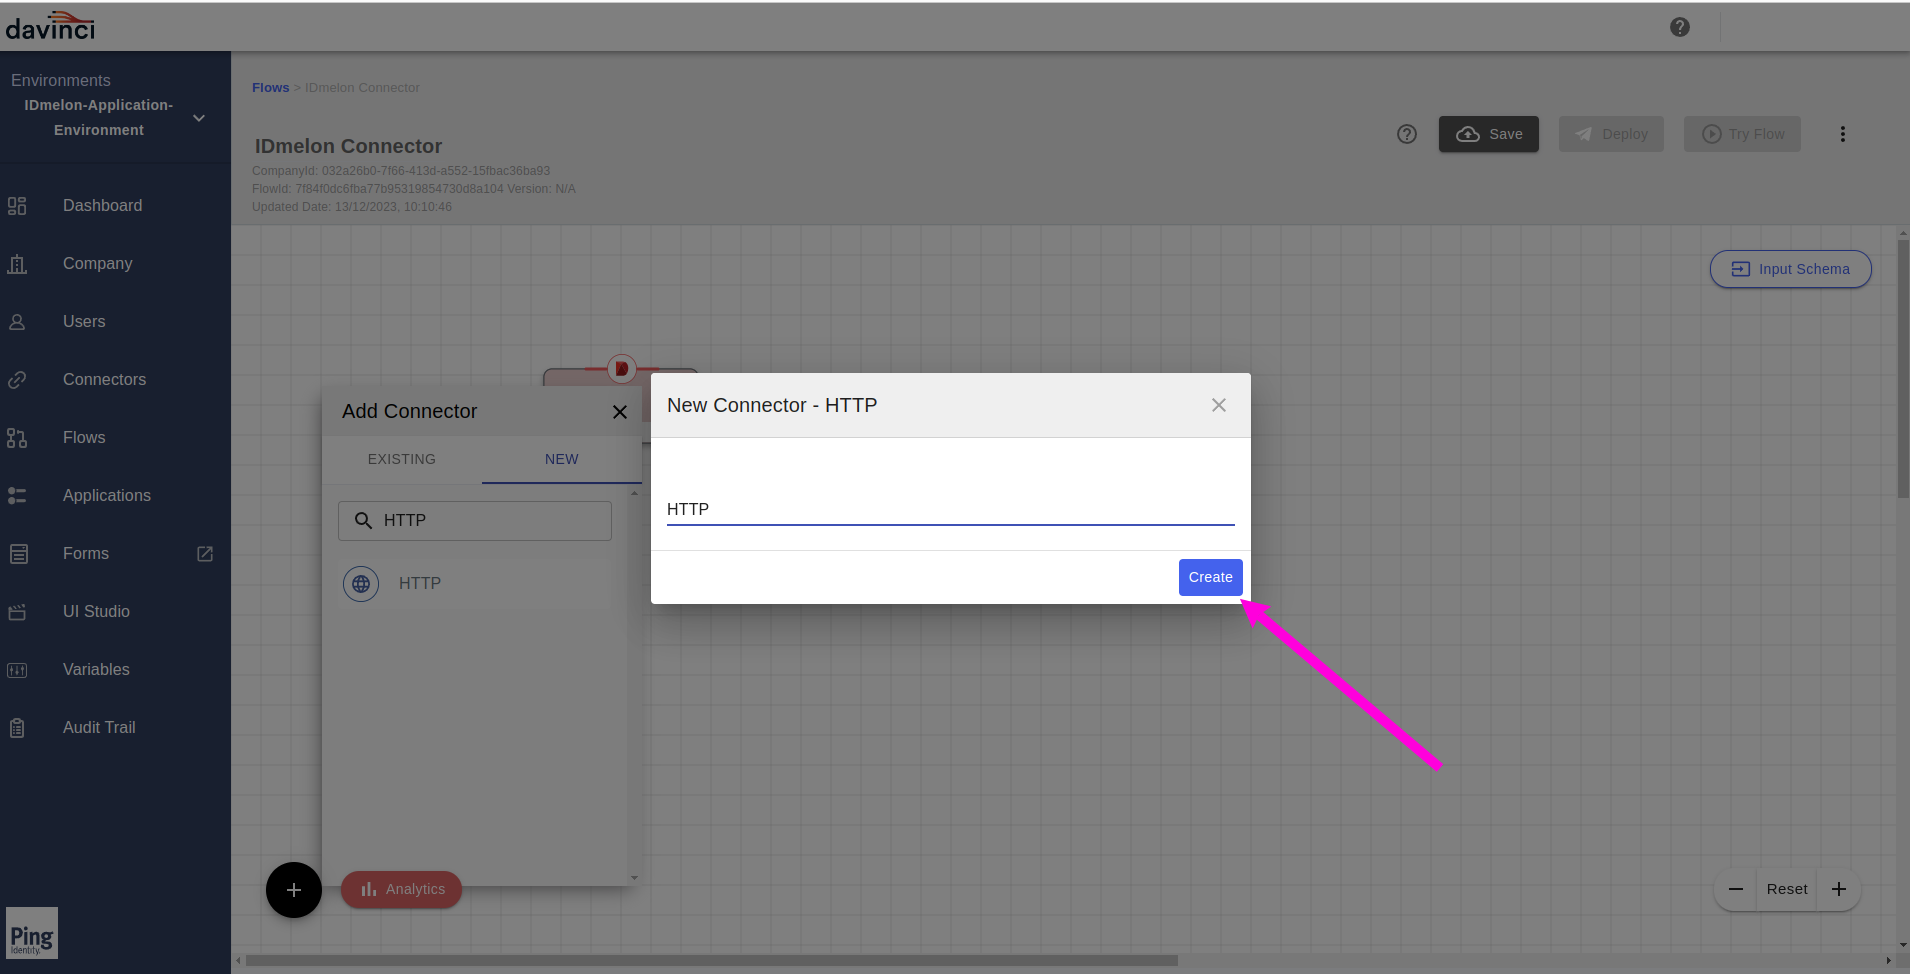 davinci
Environments
IDmelon-Application-
Environment
Dashboard
Company
Users
Connectors
Flows
Applications
Forms
UI Studio
Variables
Audit Trail
Ping
Identity.
Flows > IDmelon Connector
IDmelon Connector
CompanyId: 032a26b0-7f66-413d-a552-15fbac36ba93
FlowId: 7f84f0dc6fba77b95319854730d8a104 Version: N/A
Updated Date: 13/12/2023, 10:10:46
Save
Deploy
Try Flow
Input Schema
Add Connector
EXISTING
NEW
HTTP
HTTP
Analytics
New Connector - HTTP
HTTP
Create
Reset